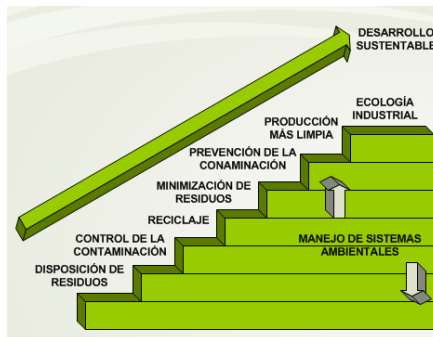 DESARROLLO
SUSTENTABLE
ECOLOGÍA
INDUSTRIAL
PRODUCCIÓN
MÁS LIMPIA
PREVENCIÓN DE LA
CONAMINACIÓN
MINIMIZACIÓN DE
RESIDUOS
RECICLAJE
CONTROL DE LA
CONTAMINACIÓN
MANEJO DE SISTEMAS
AMBIENTALES
DISPOSICIÓN DE
RESIDUOS